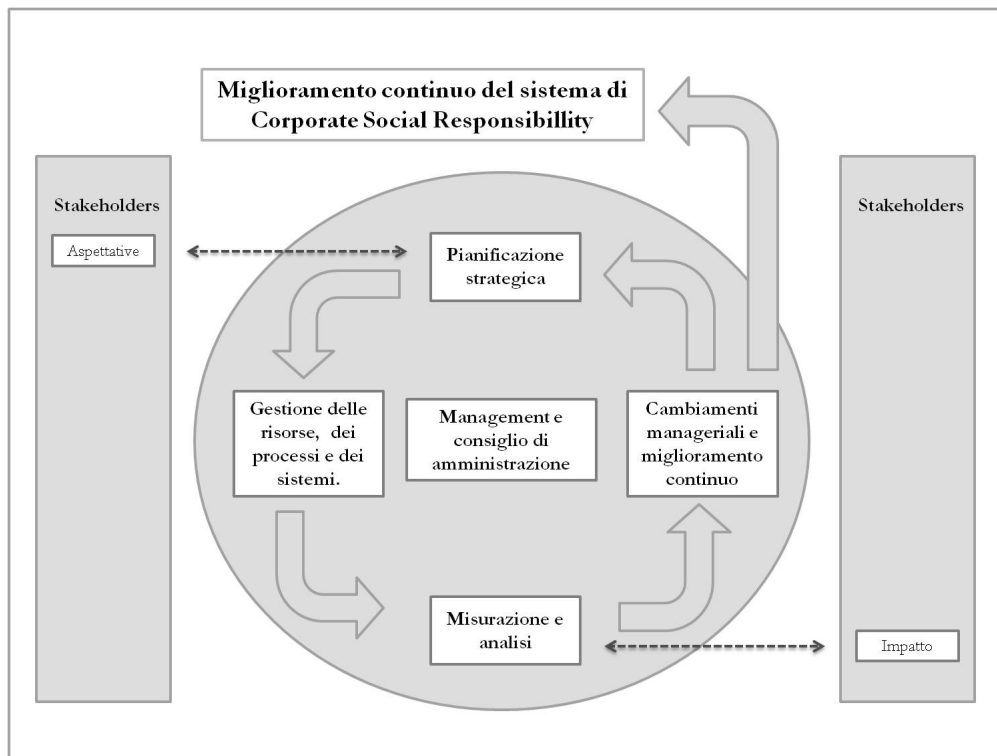 Miglioramento continuo del sistema di
Corporate Social Responsibillity
Stakeholders
Aspettative
Pianificazione
strategica
Gestione delle
risorse, dei
processi e dei
sistemi.
Management e
consiglio di
amministrazione
Cambiamenti
manageriali e
miglioramento
continuo
Misurazione e
analisi
Stakeholders
Impatto